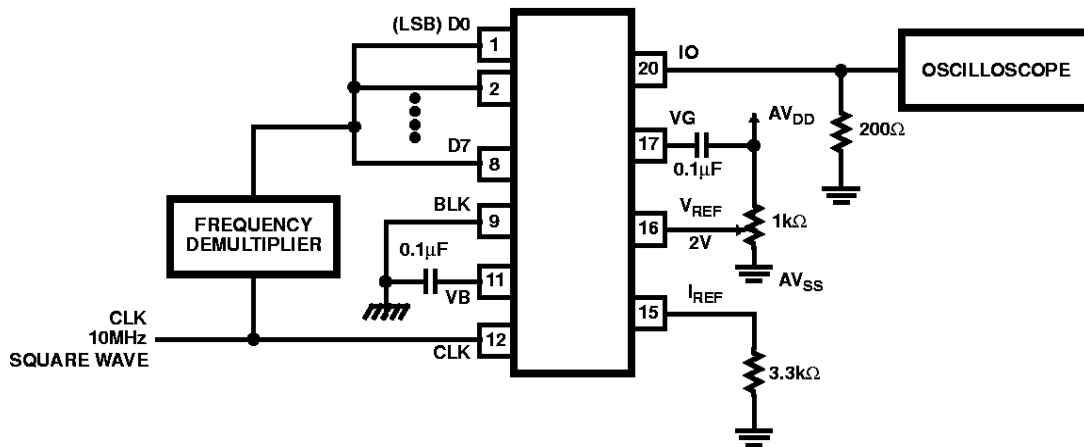 (LSB) D0
1
2
D7
8
BLK
9
0.1μF
11
VB
12
CLK
FREQUENCY
DEMULTIPLIER
CLK
10MHz
SQUARE WAVE
20
IO
OSCILLOSCOPE
200Ω
17
VG
0.1μF
AVDD
16
VREF
2V
1kΩ
AVSS
15
IREF
3.3kΩ